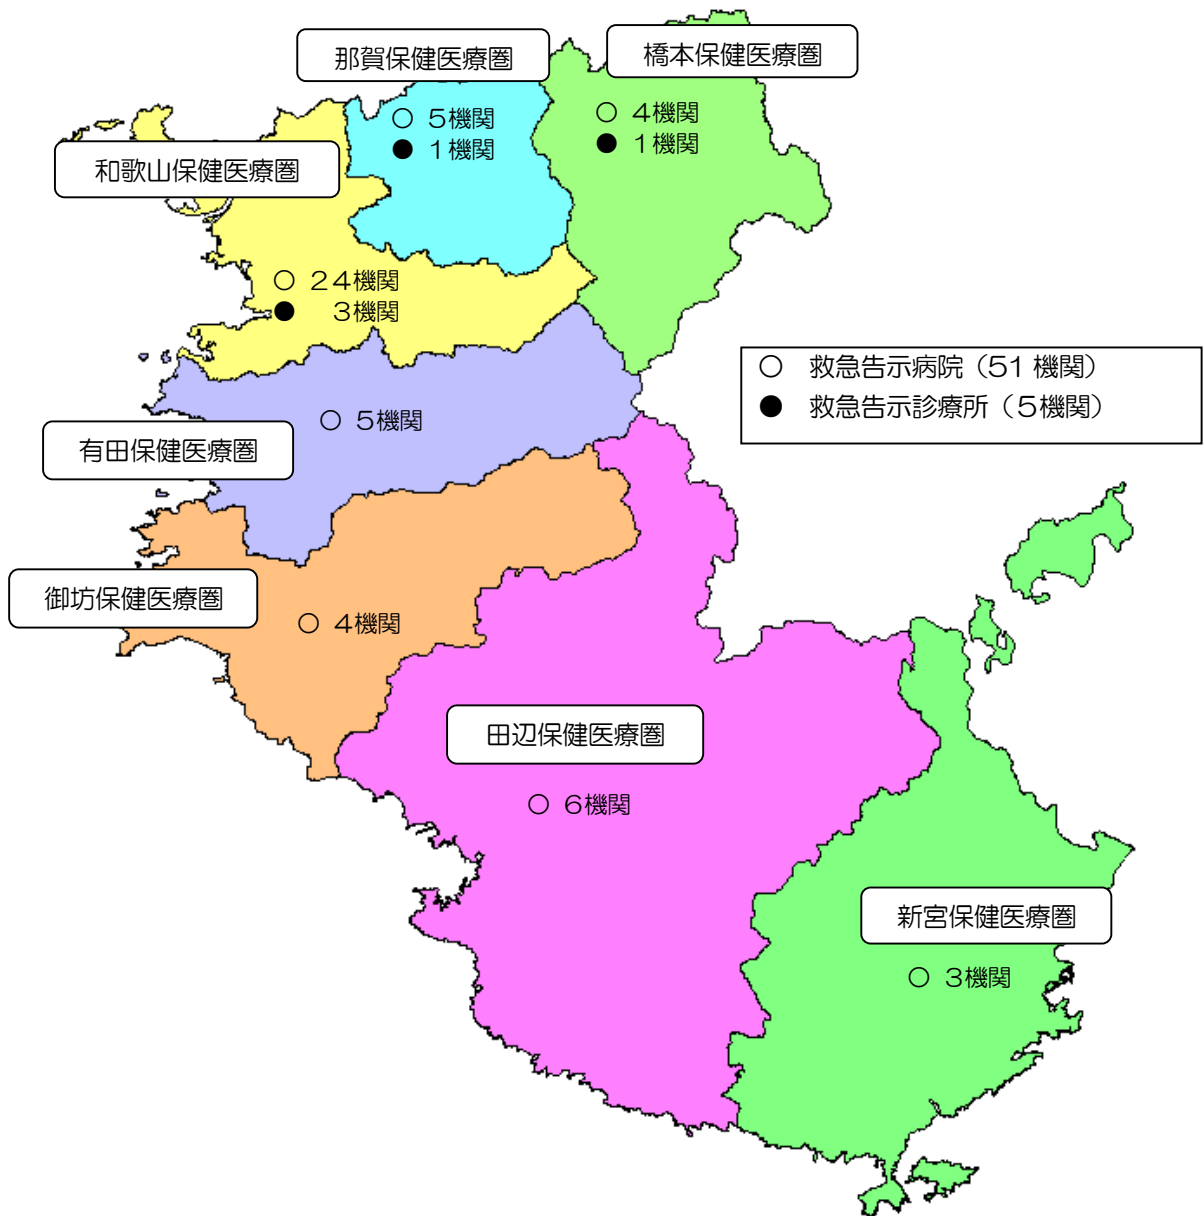 那賀保健医療圏
橋本保健医療圏
○ 5機関
● 1機関
○ 4機関
● 1機関
和歌山保健医療圏
○ 24機関
● 3機関
○ 救急告示病院（51機関）
● 救急告示診療所（5機関）
○ 5機関
有田保健医療圏
御坊保健医療圏
○ 4機関
田辺保健医療圏
○ 6機関
新宮保健医療圏
○ 3機関